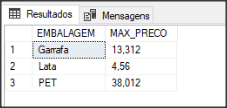 Resultados Mensagens
EMBALAGEM MAX_PRECO
1 Garrafa 13,312
2 Lata 4,56
3 PET 38,012